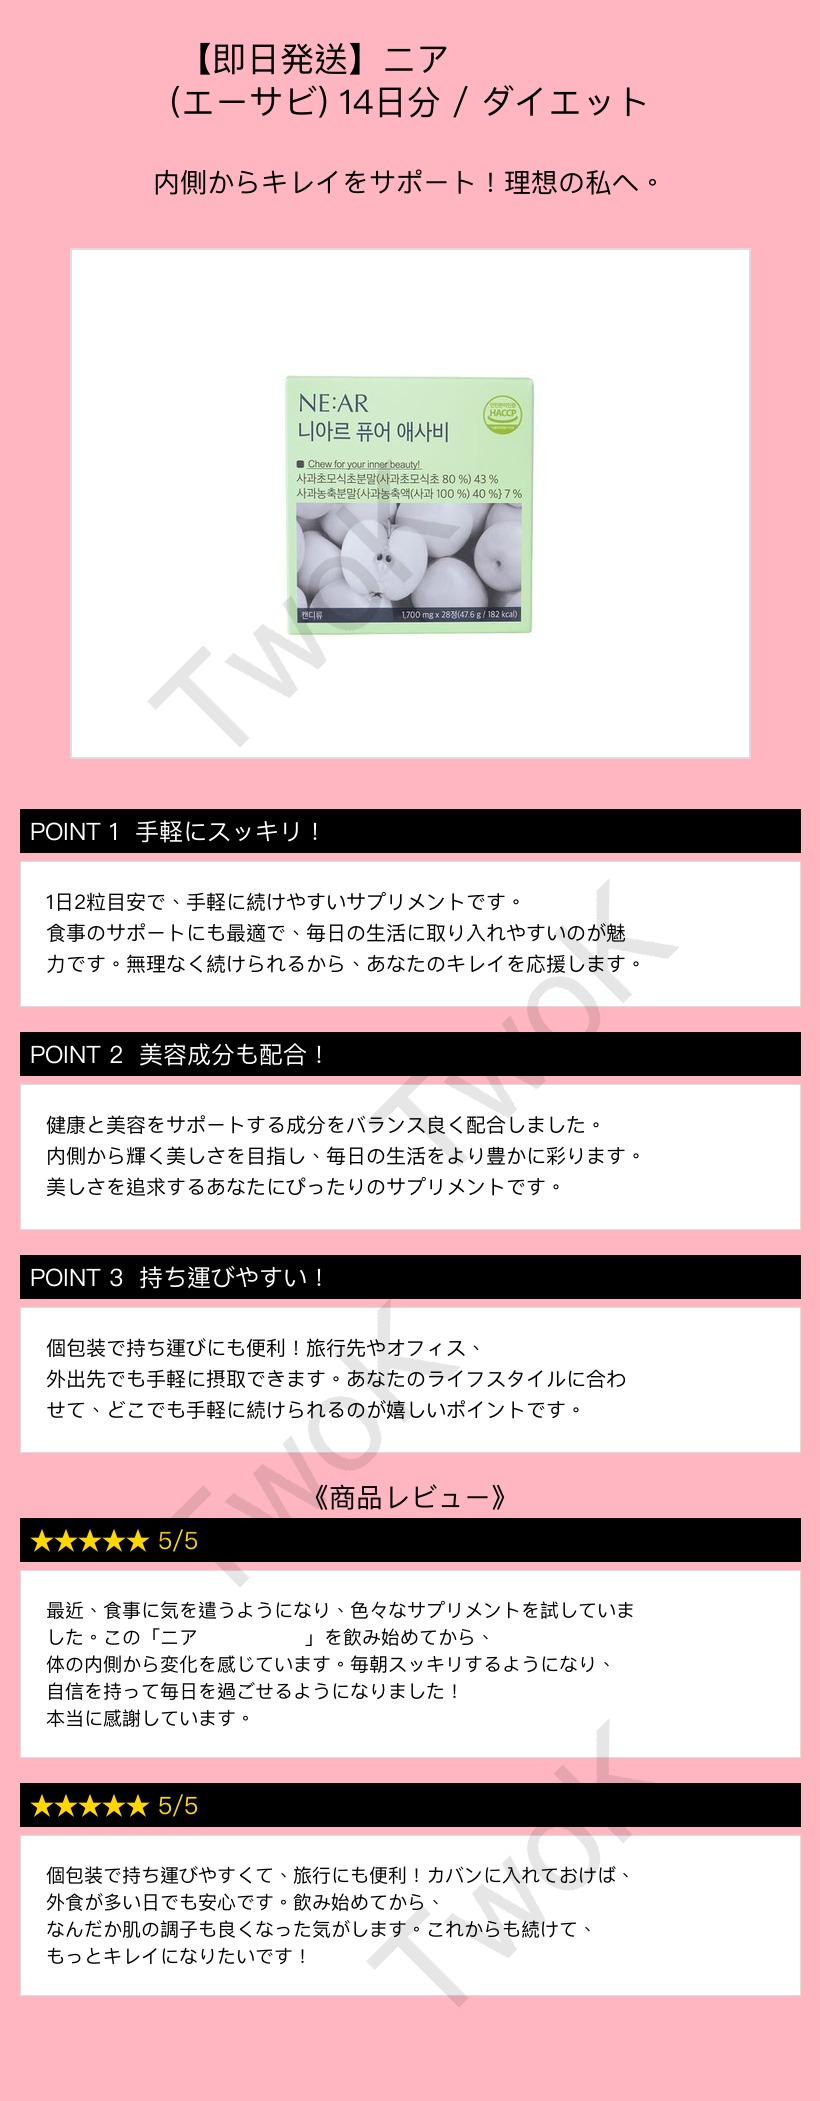 【即日発送】ニア
(エーサビ) 14日分 / ダイエット
内側からキレイをサポート！理想の私へ。
NE:AR
니아르 퓨어 애사비
HACCP
Chew for your inner beauty!
사과초모식초분말(사과초모식초 80 %) 43 %
사과농축분말{사과농축액(사과 100 %) 40 %} 7 %
캔디류 1,700 mg x 28정(47.6 g / 182 kcal)
TwoK
POINT 1 手軽にスッキリ！
1日2粒目安で、手軽に続けやすいサプリメントです。
食事のサポートにも最適で、毎日の生活に取り入れやすいのが魅
力です。無理なく続けられるから、あなたのキレイを応援します。
TwoK
POINT 2 美容成分も配合！
健康と美容をサポートする成分をバランス良く配合しました。
内側から輝く美しさを目指し、毎日の生活をより豊かに彩ります。
美しさを追求するあなたにぴったりのサプリメントです。
POINT 3 持ち運びやすい！
個包装で持ち運びにも便利！旅行先やオフィス、
外出先でも手軽に摂取できます。あなたのライフスタイルに合わ
せて、どこでも手軽に続けられるのが嬉しいポイントです。
TwoK
《商品レビュー》
★★★★★ 5/5
最近、食事に気を遣うようになり、色々なサプリメントを試していま
した。この「ニア　　　　　」を飲み始めてから、
体の内側から変化を感じています。毎朝スッキリするようになり、
自信を持って毎日を過ごせるようになりました！
本当に感謝しています。
★★★★★ 5/5
個包装で持ち運びやすくて、旅行にも便利！カバンに入れておけば、
外食が多い日でも安心です。飲み始めてから、
なんだか肌の調子も良くなった気がします。これからも続けて、
もっとキレイになりたいです！
TwoK